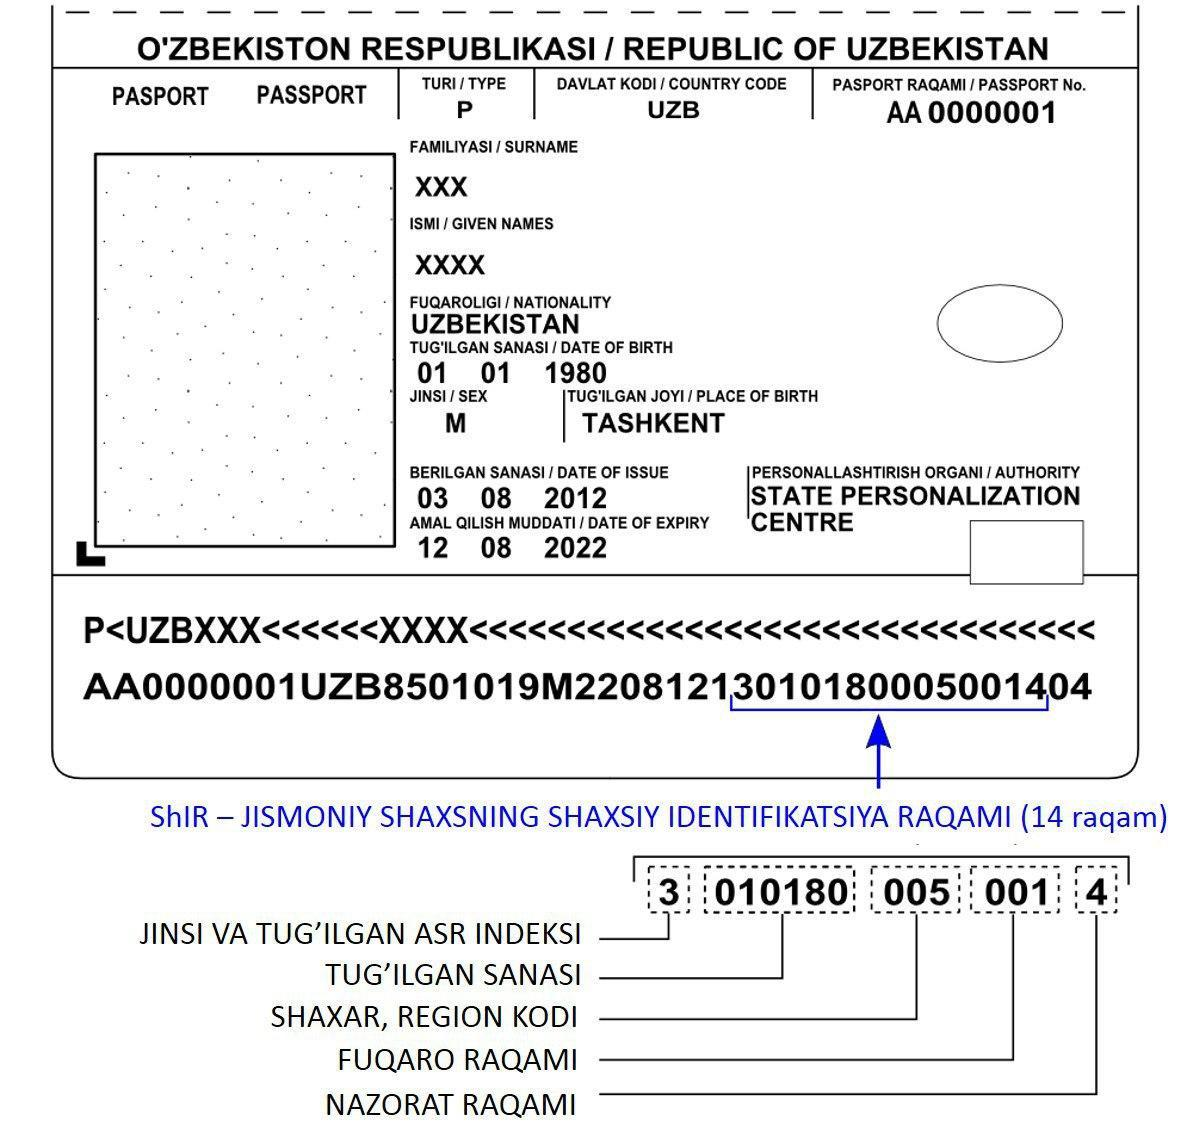 O'ZBEKISTON RESPUBLIKASI / REPUBLIC OF UZBEKISTAN
PASPORT PASSPORT
TURI / TYPE
P
DAVLAT KODI / COUNTRY CODE
UZB
PASPORT RAQAMI / PASSPORT No.
AA 0000001
FAMILIYASI / SURNAME
XXX
ISMI / GIVEN NAMES
XXXX
FUQAROLIGI / NATIONALITY
UZBEKISTAN
TUG'ILGAN SANASI / DATE OF BIRTH
01 01 1980
JINSI / SEX
M
TUG'ILGAN JOYI / PLACE OF BIRTH
TASHKENT
BERILGAN SANASI / DATE OF ISSUE
03 08 2012
AMAL QILISH MUDDATI / DATE OF EXPIRY
12 08 2022
PERSONALLASHTIRISH ORGANI / AUTHORITY
STATE PERSONALIZATION
CENTRE
P<UZBXXX<<<<<<XXXX<<<<<<<<<<<<<<<<<<<<<<<<<<<<<<<<
AA0000001UZB8501019M22081213010180005001404
ShIR – JISMONIY SHAXSNING SHAXSIY IDENTIFIKATSIYA RAQAMI (14 raqam)
3 010180 005 001 4
JINSI VA TUG’ILGAN ASR INDEKSI
TUG’ILGAN SANASI
SHAXAR, REGION KODI
FUQARO RAQAMI
NAZORAT RAQAMI